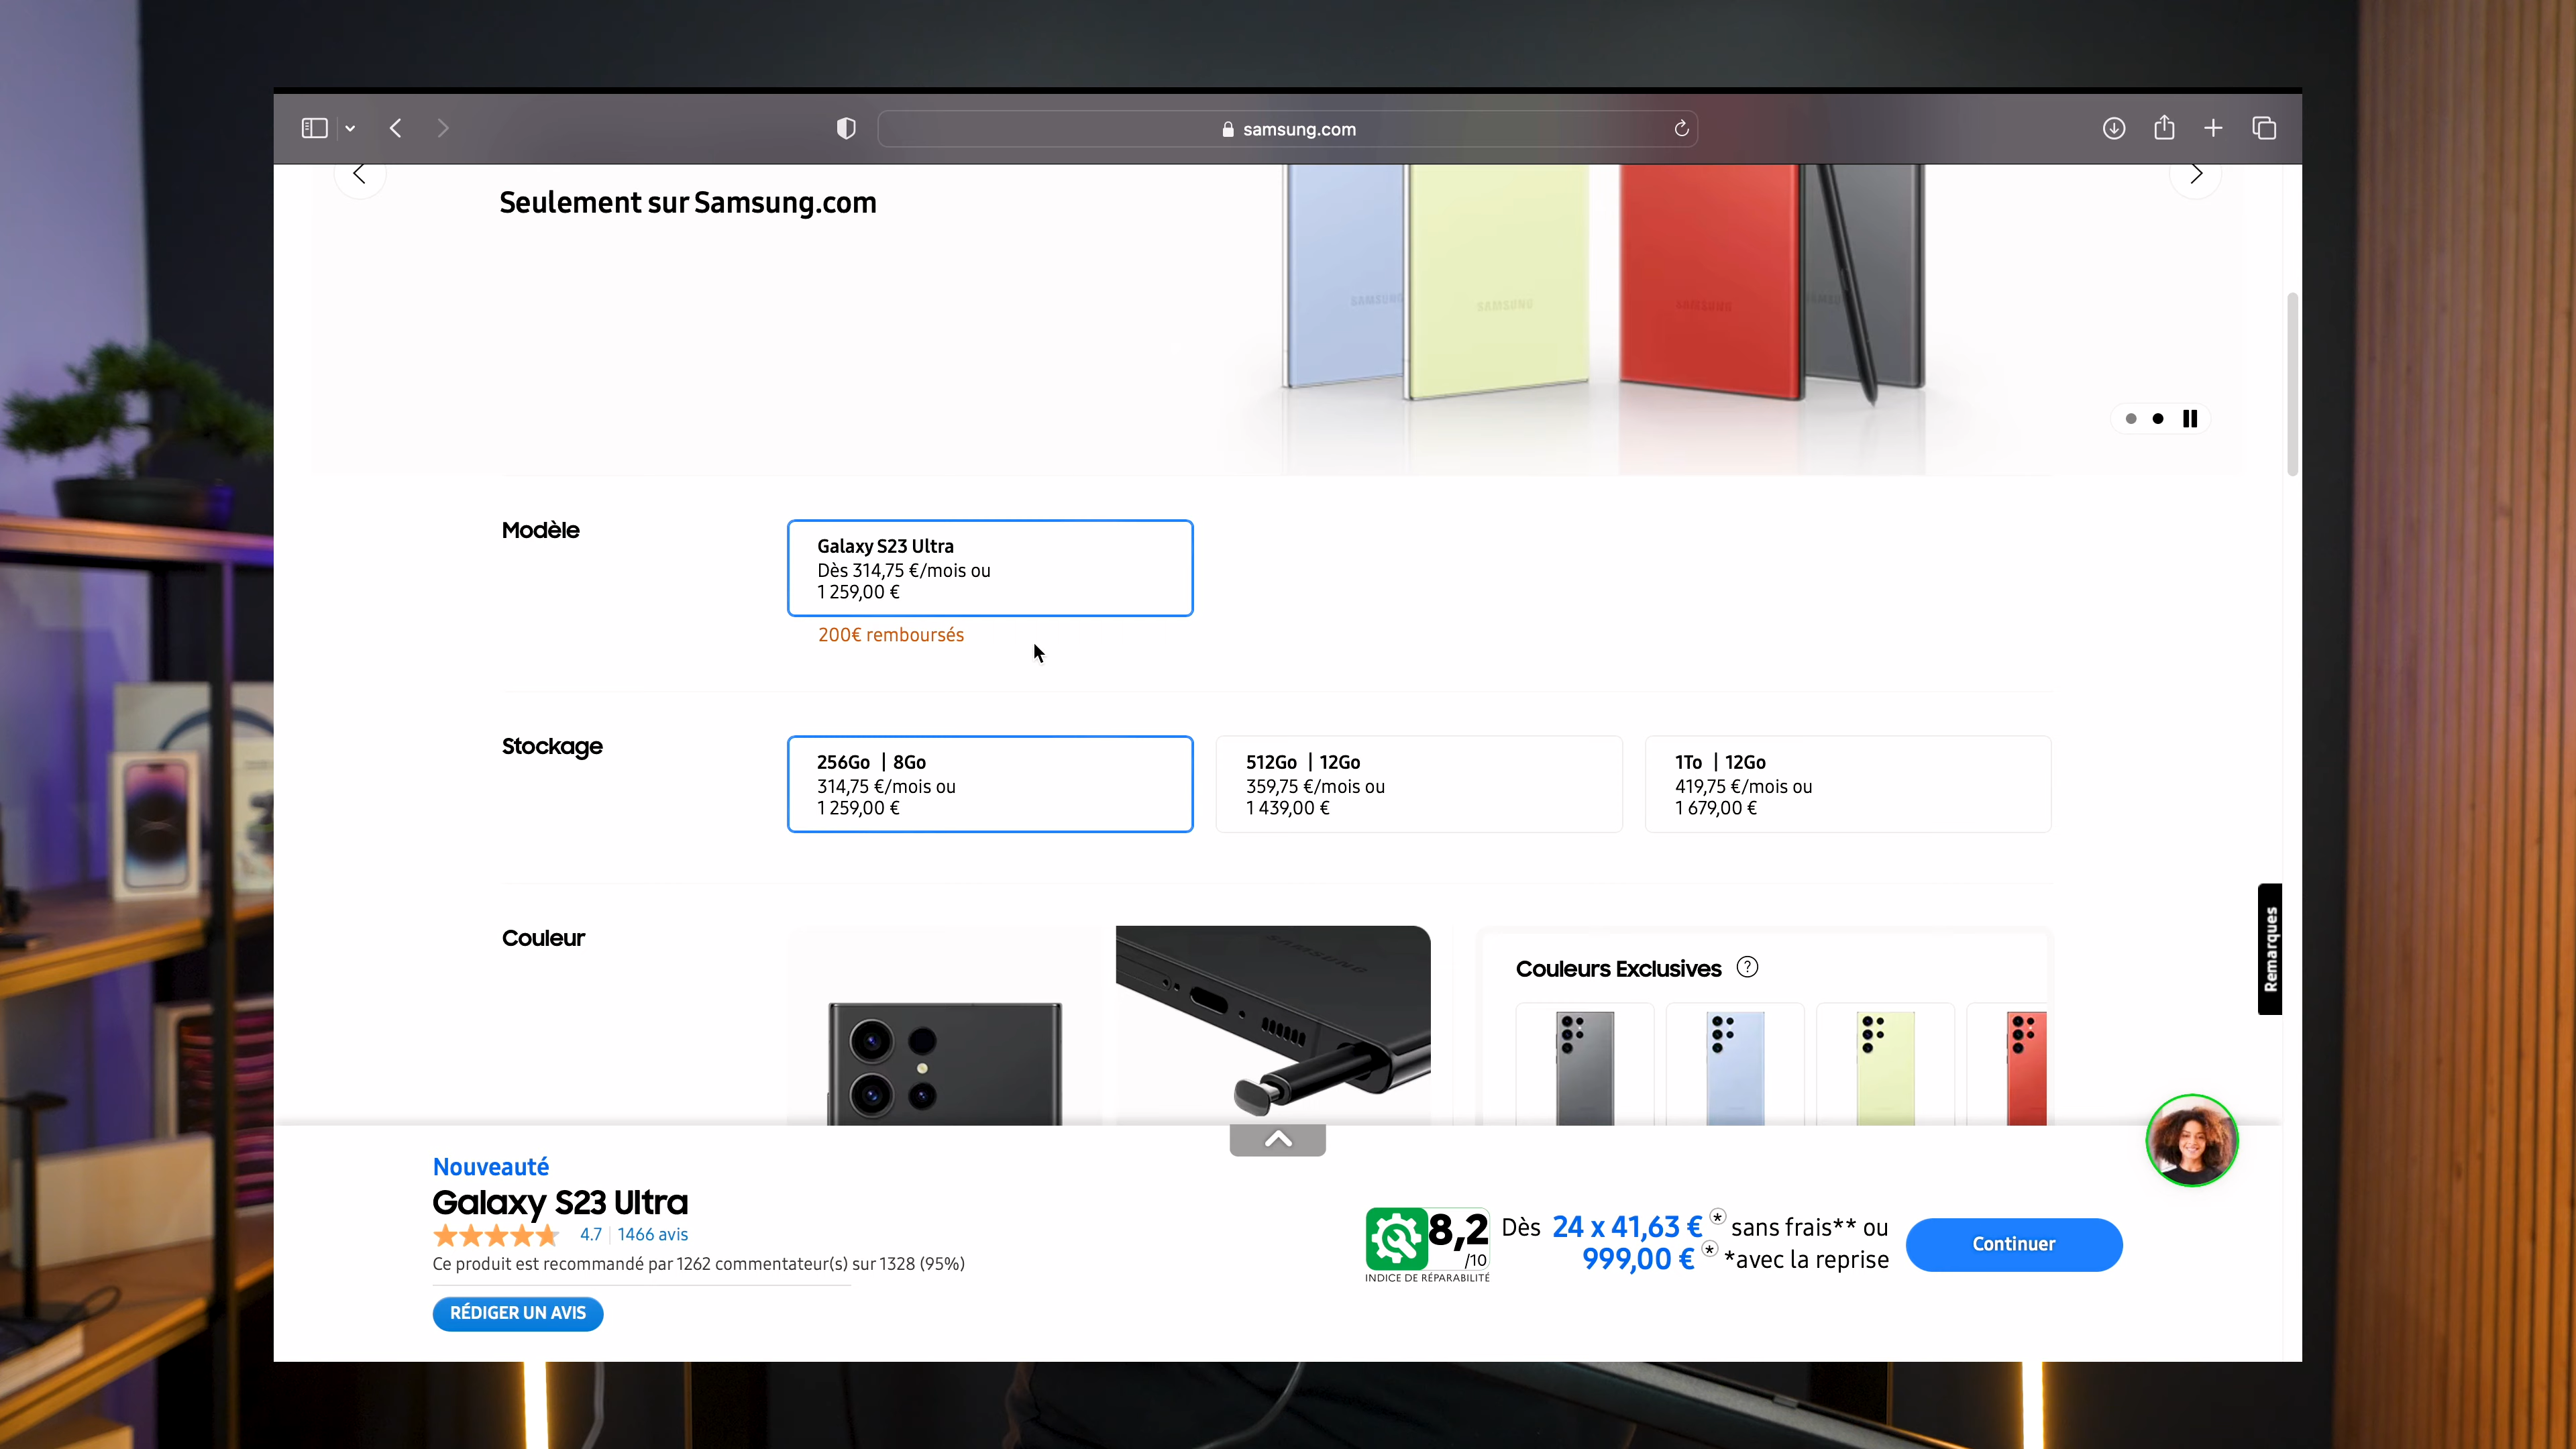 samsung.com
Seulement sur Samsung.com
SAMSUNG
SAMSUNG
SAMSUNG
Modèle
Galaxy S23 Ultra
Dès 314,75 €/mois ou
1 259,00 €
200€ remboursés
Stockage
256Go | 8Go
314,75 €/mois ou
1 259,00 €
512Go | 12Go
359,75 €/mois ou
1 439,00 €
1To | 12Go
419,75 €/mois ou
1 679,00 €
Couleur
SAMSUNG
Couleurs Exclusives ?
Remarques
Nouveauté
Galaxy S23 Ultra
4.7 | 1466 avis
Ce produit est recommandé par 1262 commentateur(s) sur 1328 (95%)
RÉDIGER UN AVIS
8,2
/10
INDICE DE RÉPARABILITÉ
Dès 24 x 41,63 € * sans frais** ou
999,00 € * *avec la reprise
Continuer